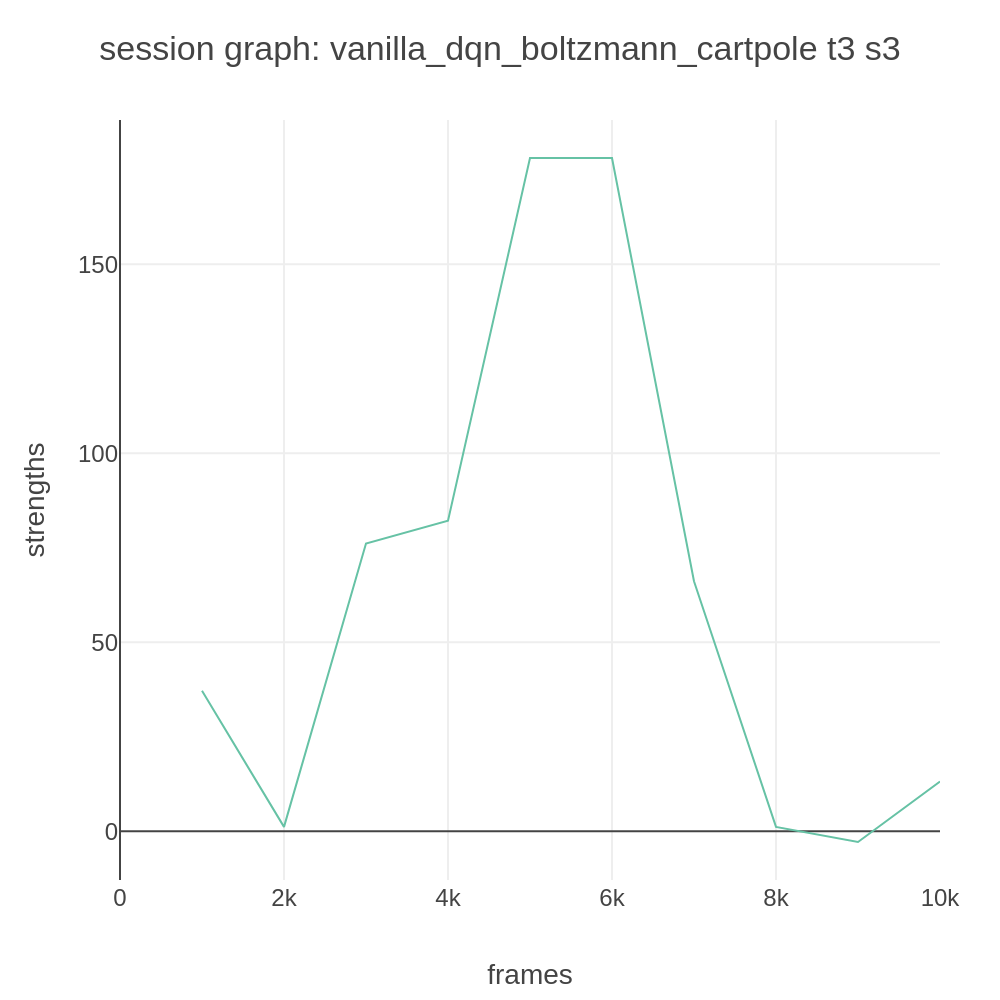 session graph: vanilla_dqn_boltzmann_cartpole t3 s3
150
100
50
0
strengths
0 2k 4k 6k 8k 10k
frames